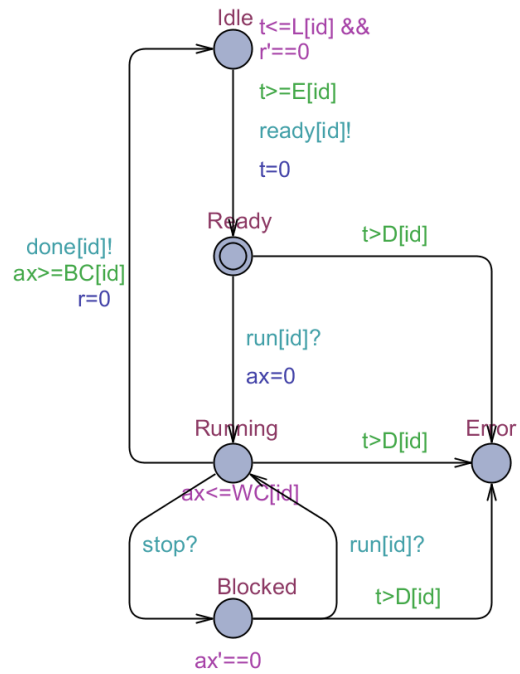 Idle
t<=L[id] &&
r'==0
t>=E[id]
ready[id]!
t=0
Ready
t>D[id]
done[id]!
ax>=BC[id]
r=0
run[id]?
ax=0
Running
t>D[id]
Error
ax<=WC[id]
stop?
run[id]?
Blocked
t>D[id]
ax'==0